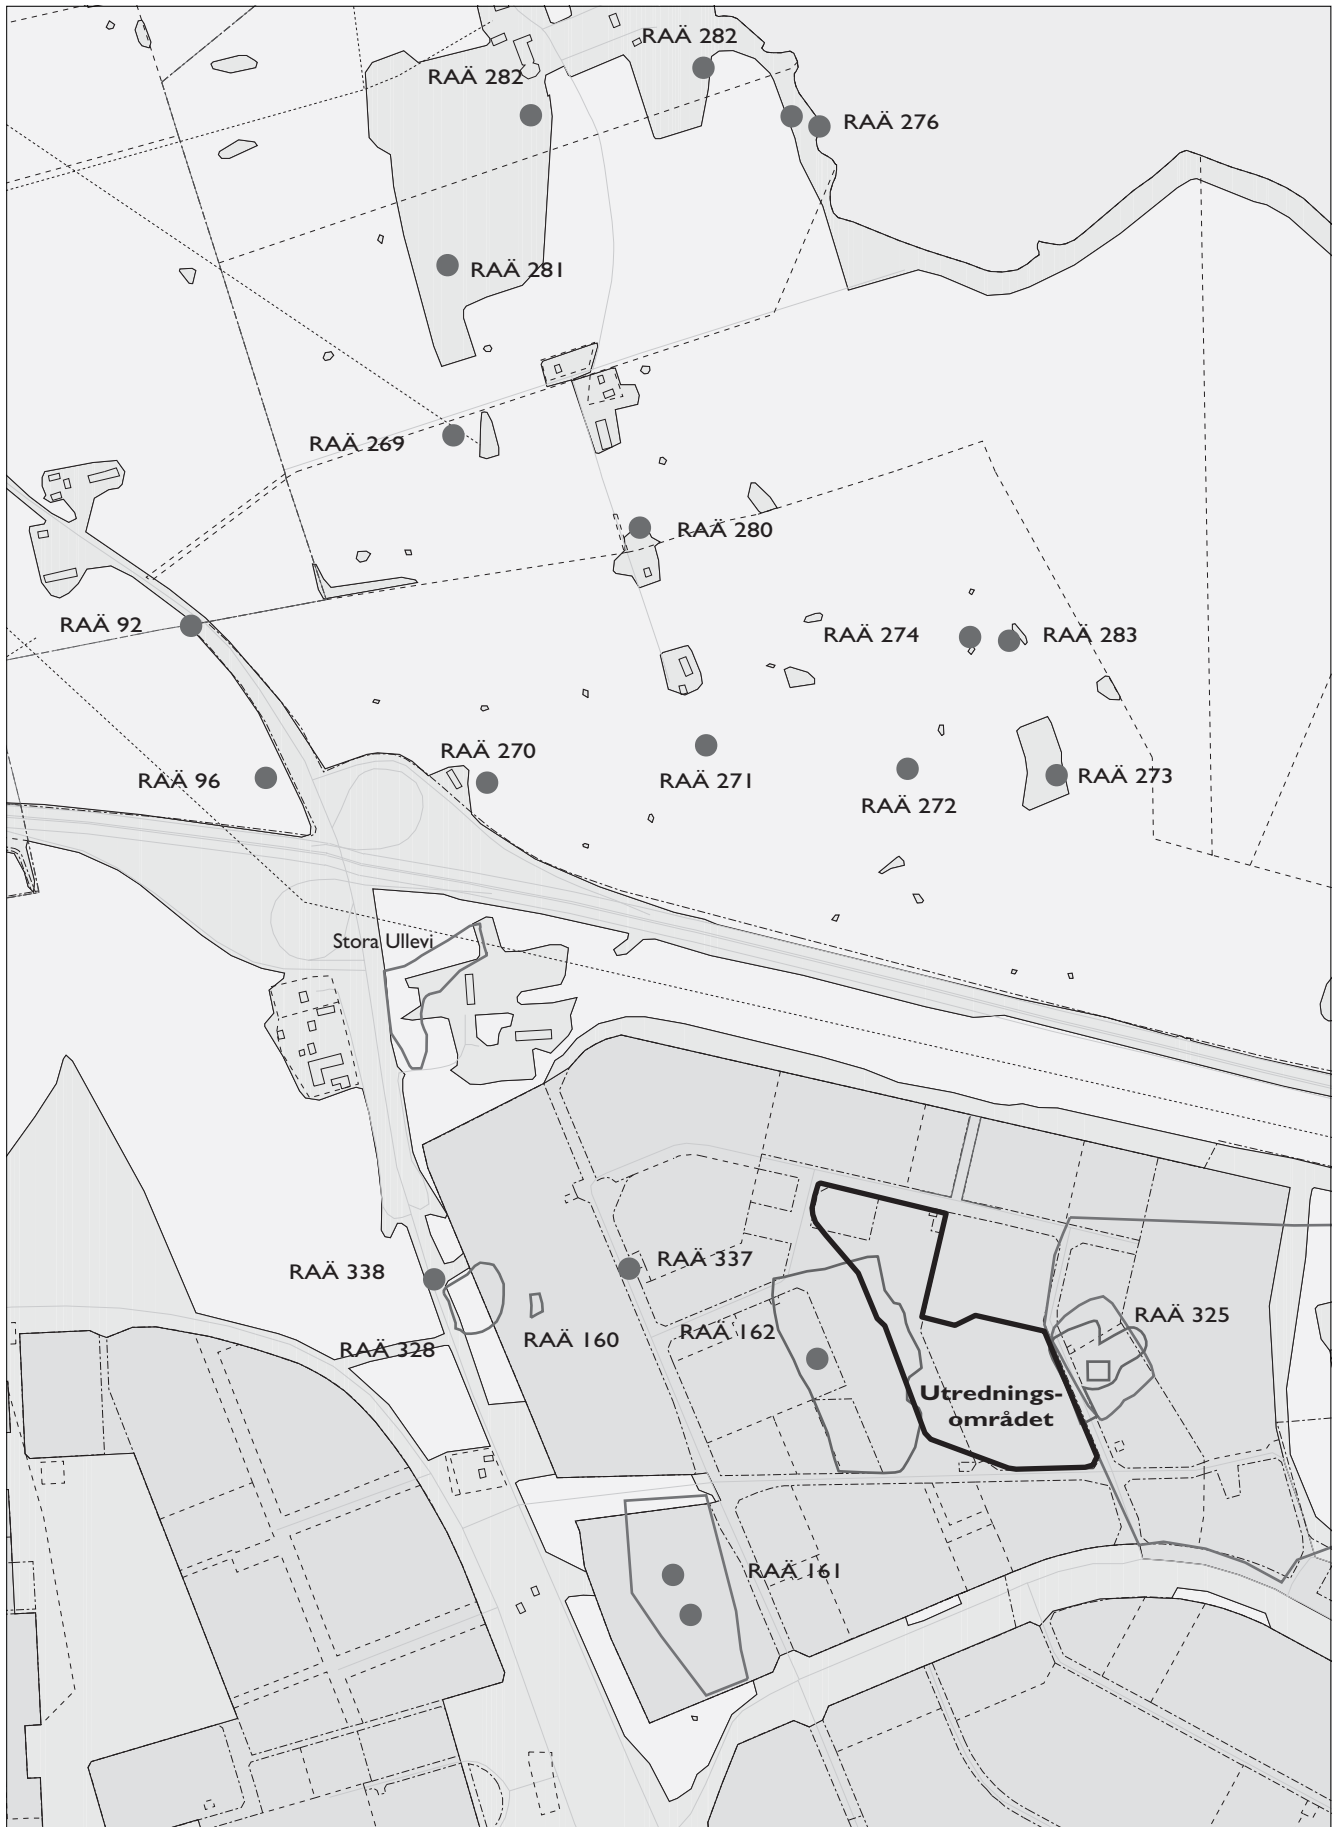 RAÄ 282
RAÄ 282
RAÄ 276
RAÄ 281
RAÄ 269
RAÄ 280
RAÄ 92
RAÄ 274
RAÄ 283
RAÄ 270
RAÄ 96
RAÄ 271
RAÄ 273
RAÄ 272
Stora Ullevi
RAÄ 337
RAÄ 338
RAÄ 325
RAÄ 162
RAÄ 160
RAÄ 328
Utrednings-
området
RAÄ 161